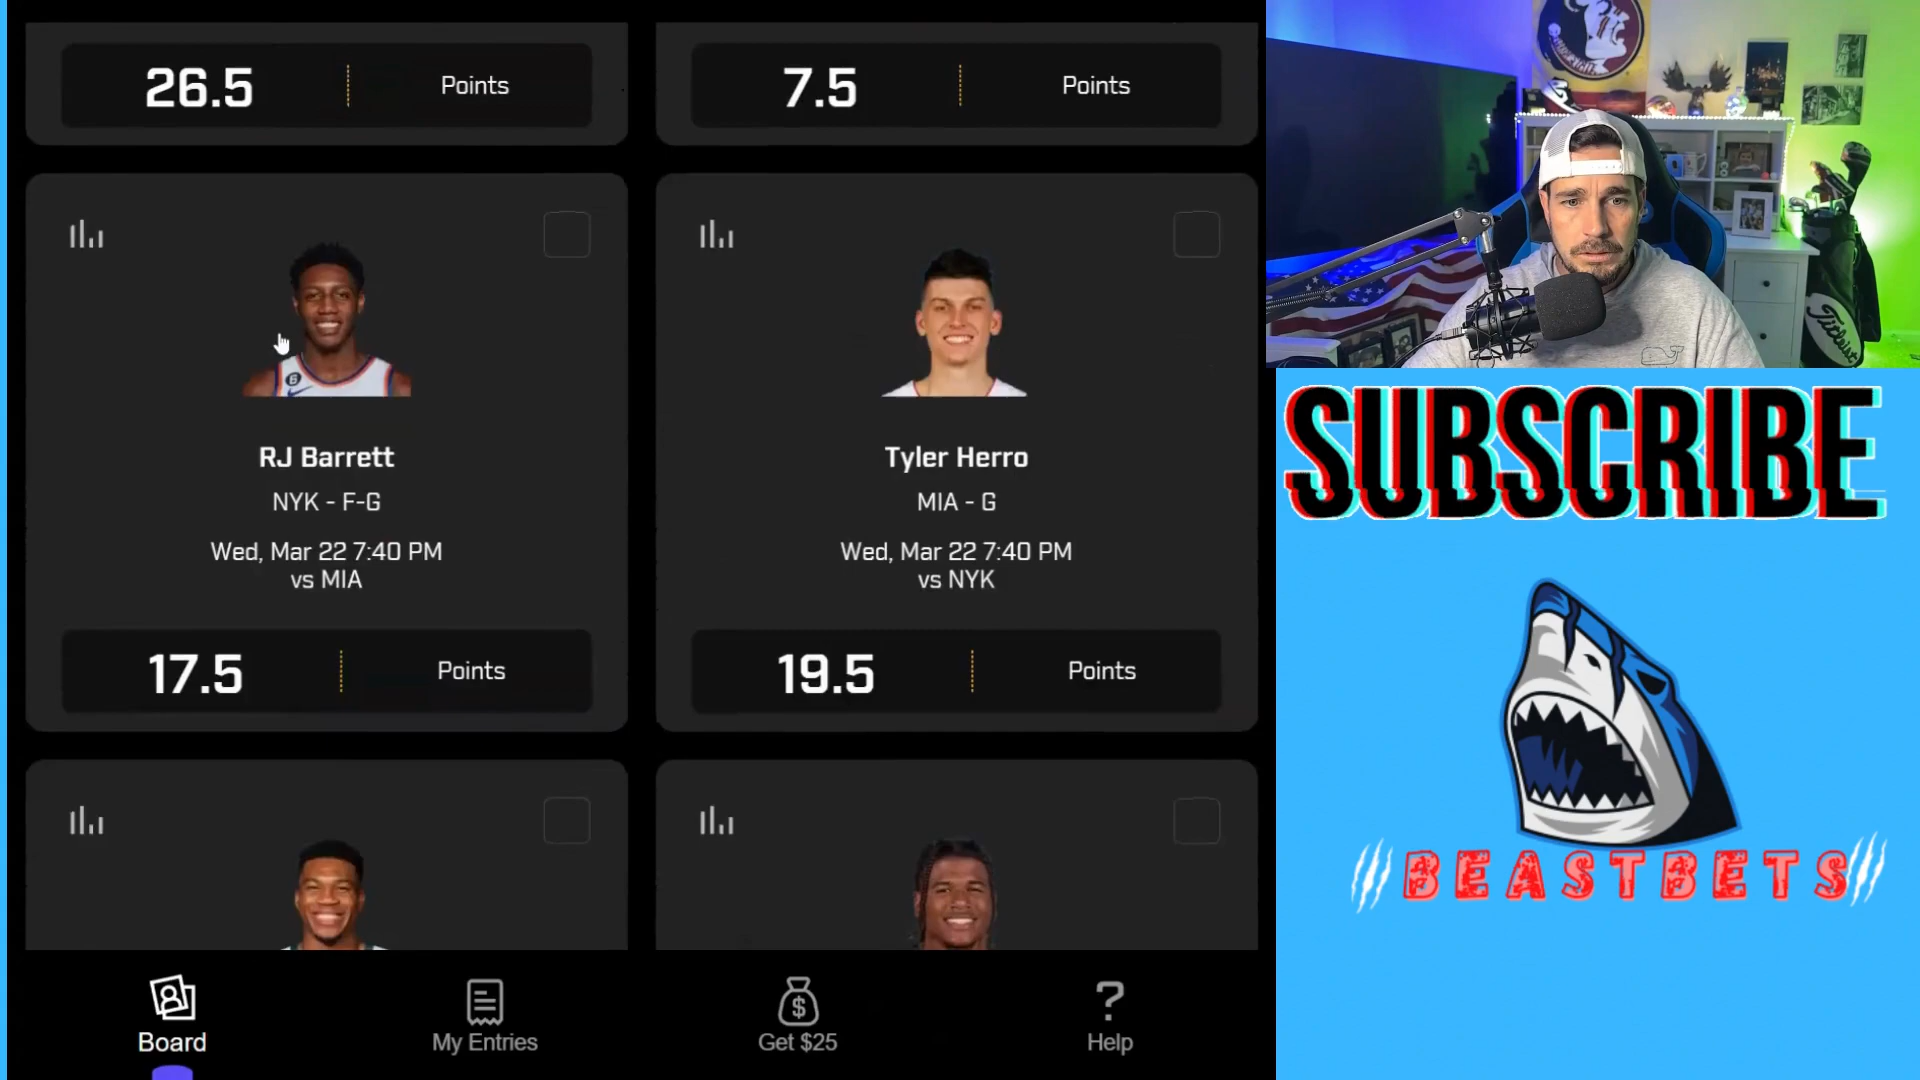 26.5 Points
7.5 Points
RJ Barrett
NYK - F-G
Wed, Mar 22 7:40 PM
vs MIA
17.5 Points
Tyler Herro
MIA - G
Wed, Mar 22 7:40 PM
vs NYK
19.5 Points
Board
My Entries
Get $25
Help
Titleist
SUBSCRIBE
BEASTBETS